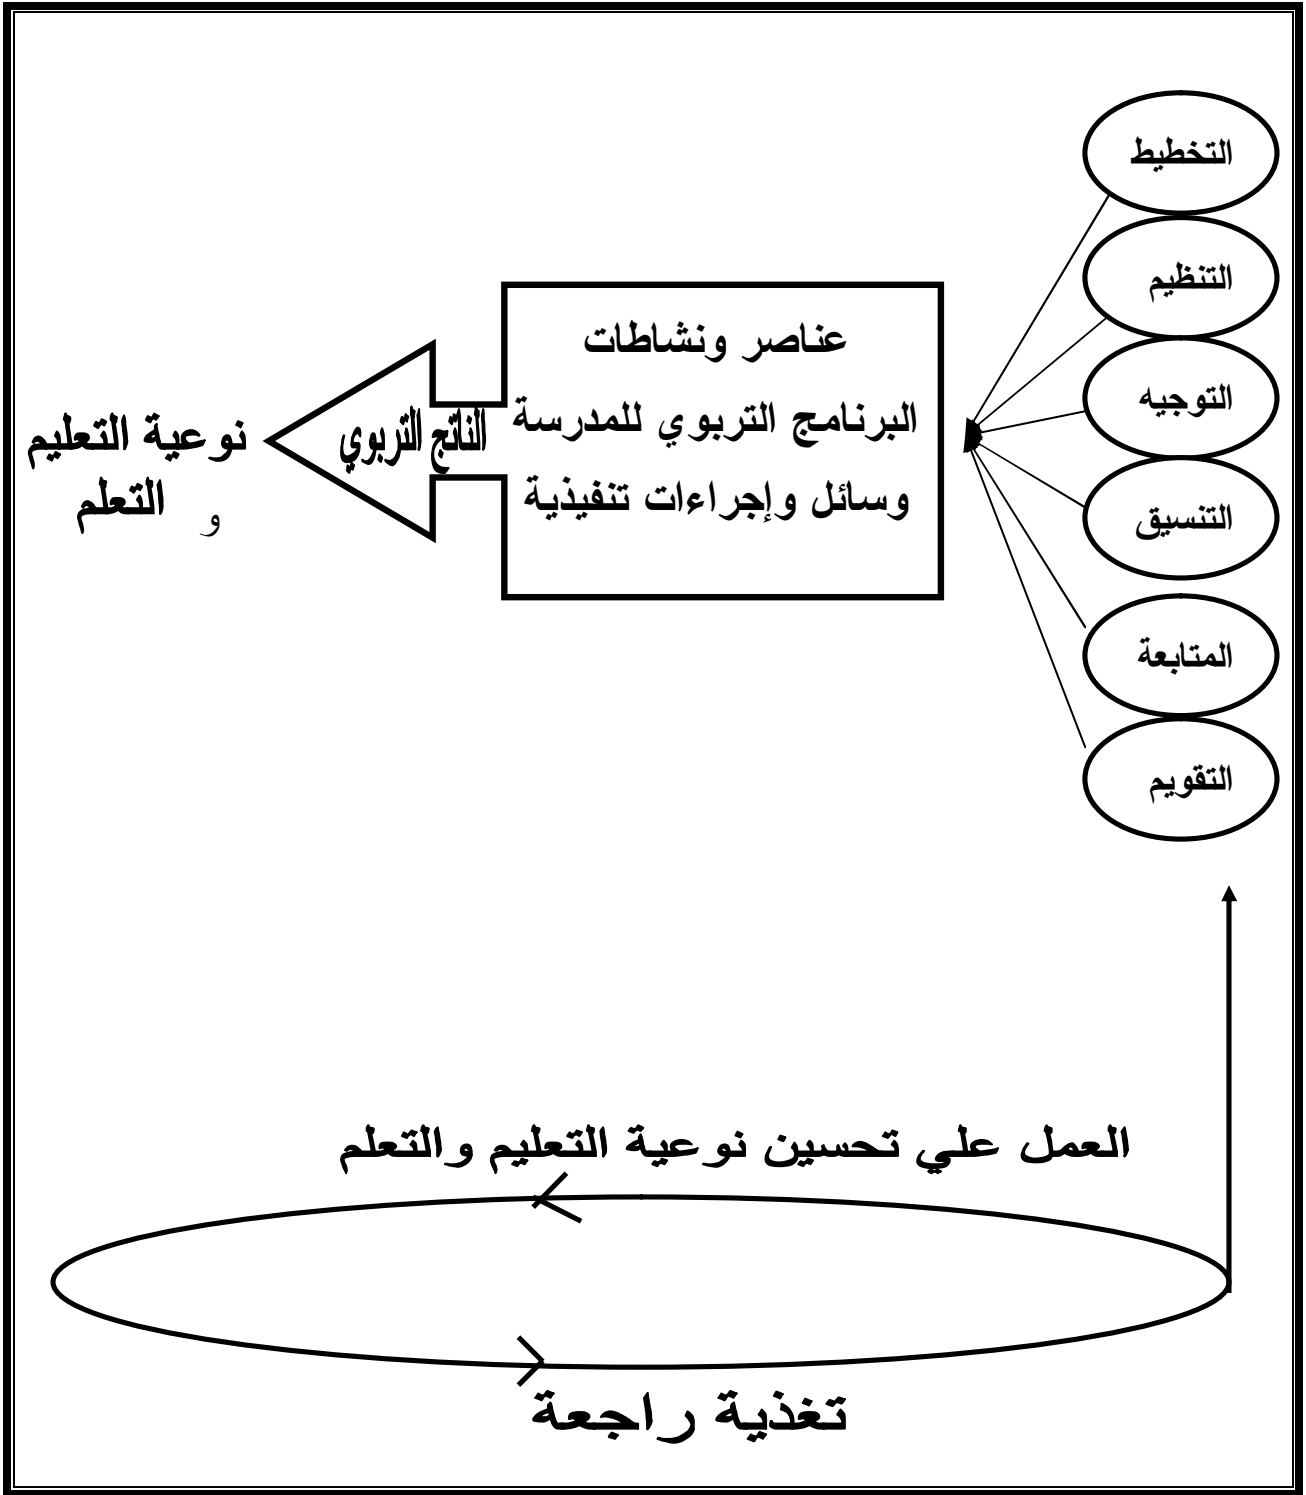 التخطيط
التنظيم
التوجيه
التنسيق
المتابعة
التقويم
عناصر ونشاطات
البرنامج التربوي للمدرسة
وسائل وإجراءات تنفيذية
الناتج التربوي
نوعية التعليم
و التعلم
العمل علي تحسين نوعية التعليم والتعلم
تغذية راجعة